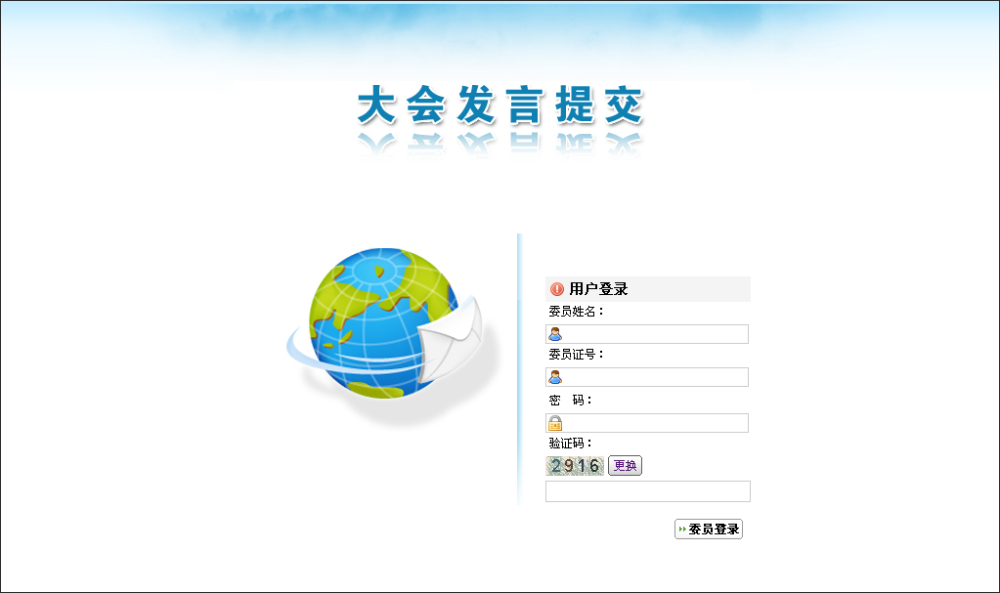 大会发言提交
用户登录
委员姓名：
委员证号：
密 码：
验证码：
2916 更换
委员登录